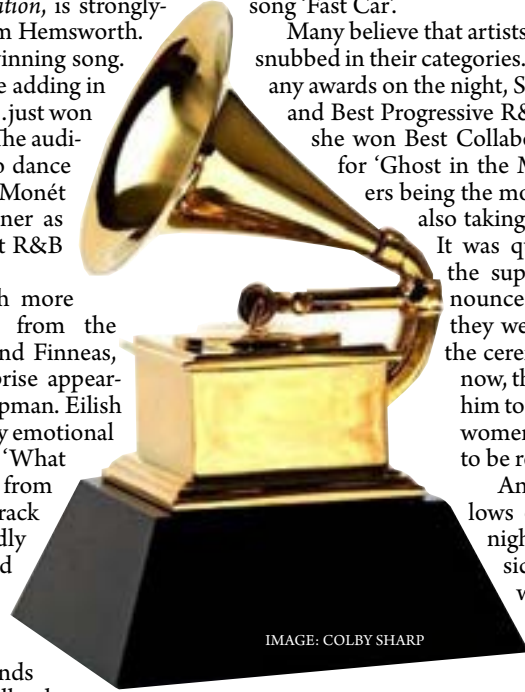 is strongly-
m Hemsworth.
inning song.
e adding in
..just won
The audi-
o dance
Monét
ner as
t R&B
h more
from the
nd Finneas,
prise appear-
pman. Eilish
y emotional
‘What
from
rack
dly
d
nds
song ‘Fast Car’.
Many believe that artists
snubbed in their categories.
any awards on the night, S
and Best Progressive R&
she won Best Collabo
for ‘Ghost in the M
ers being the mo
also taking
It was qu
the sup
nounce
they we
the cere
now, th
him to
women
to be re
An
lows
nigh
sic
w
IMAGE: COLBY SHARP